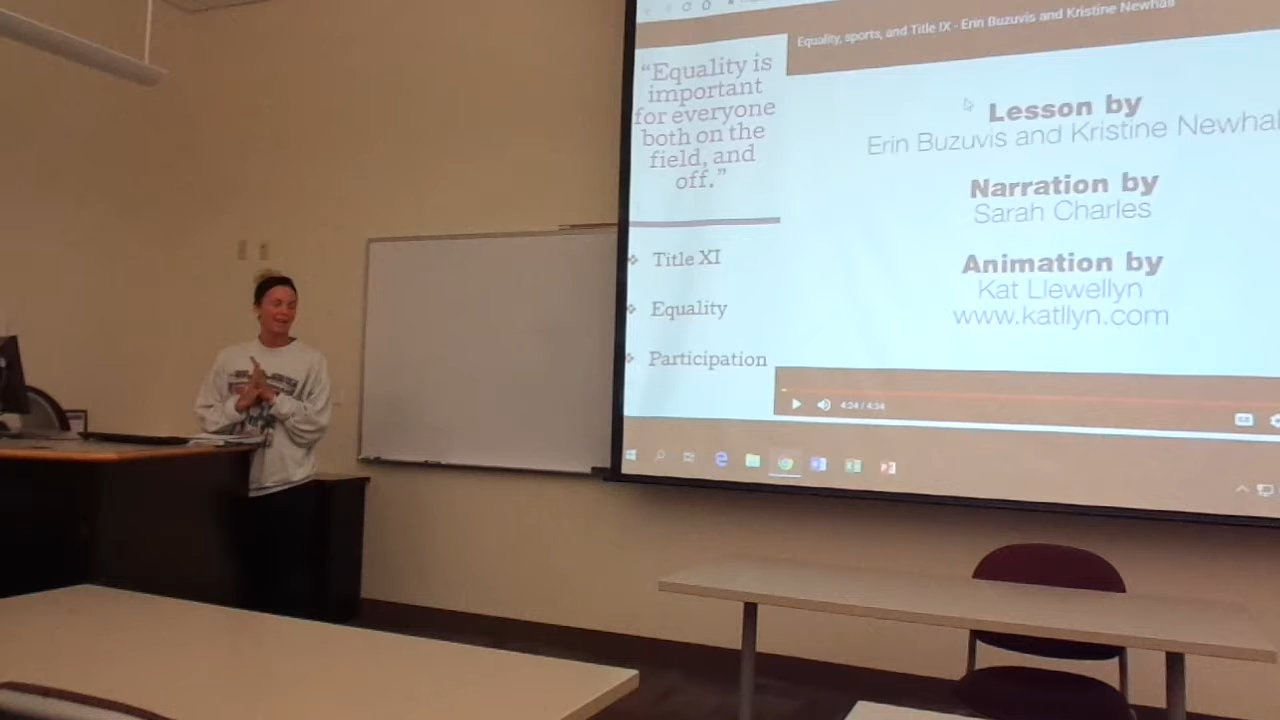 Equality, sports, and Title IX - Erin Buzuvis and Kristine Newhall
“Equality is
important
for everyone
both on the
field, and
off.”
Title XI
Equality
Participation
Lesson by
Erin Buzuvis and Kristine Newhal
Narration by
Sarah Charles
Animation by
Kat Llewellyn
www.katllyn.com
4:34 / 4:34